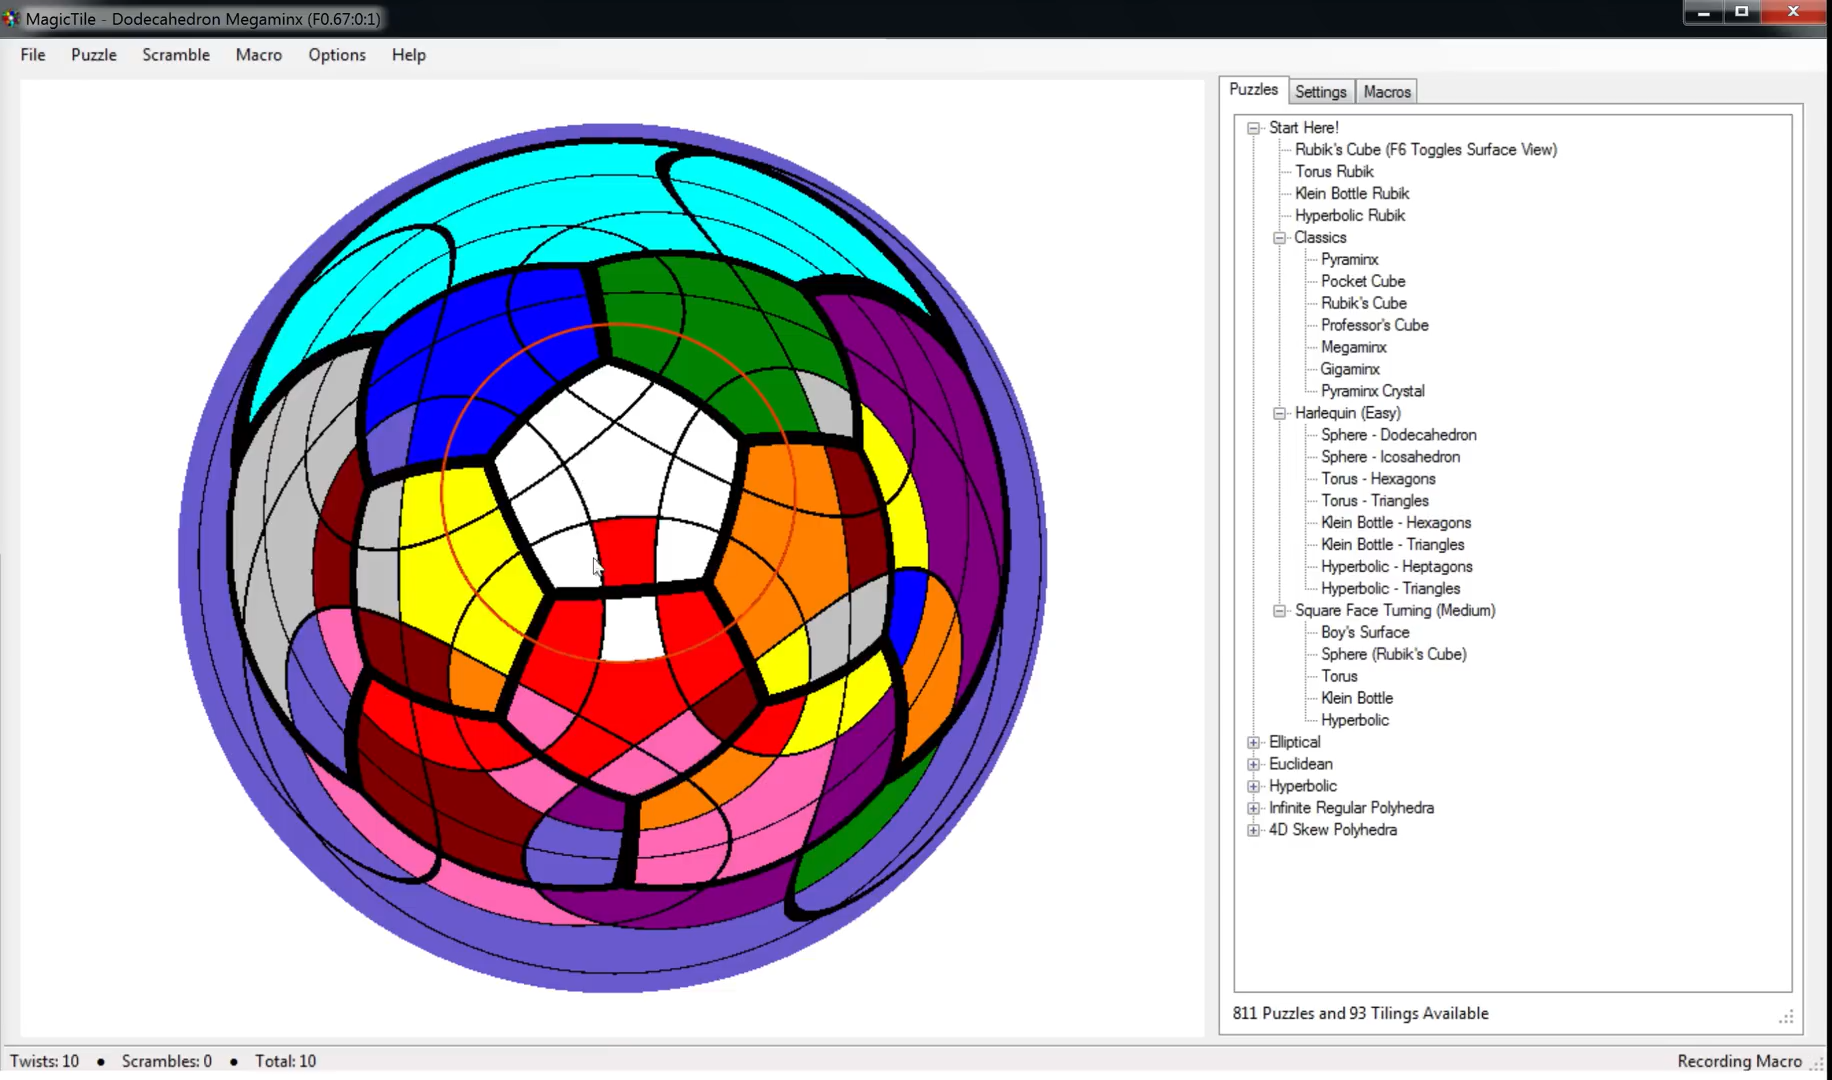 MagicTile - Dodecahedron Megaminx (F0.67:0:1)
File Puzzle Scramble Macro Options Help
Puzzles Settings Macros
Start Here!
Rubik's Cube (F6 Toggles Surface View)
Torus Rubik
Klein Bottle Rubik
Hyperbolic Rubik
Classics
Pyraminx
Pocket Cube
Rubik's Cube
Professor's Cube
Megaminx
Gigaminx
Pyraminx Crystal
Harlequin (Easy)
Sphere - Dodecahedron
Sphere - Icosahedron
Torus - Hexagons
Torus - Triangles
Klein Bottle - Hexagons
Klein Bottle - Triangles
Hyperbolic - Heptagons
Hyperbolic - Triangles
Square Face Turning (Medium)
Boy's Surface
Sphere (Rubik's Cube)
Torus
Klein Bottle
Hyperbolic
Elliptical
Euclidean
Hyperbolic
Infinite Regular Polyhedra
4D Skew Polyhedra
811 Puzzles and 93 Tilings Available
Twists: 10 • Scrambles: 0 • Total: 10
Recording Macro